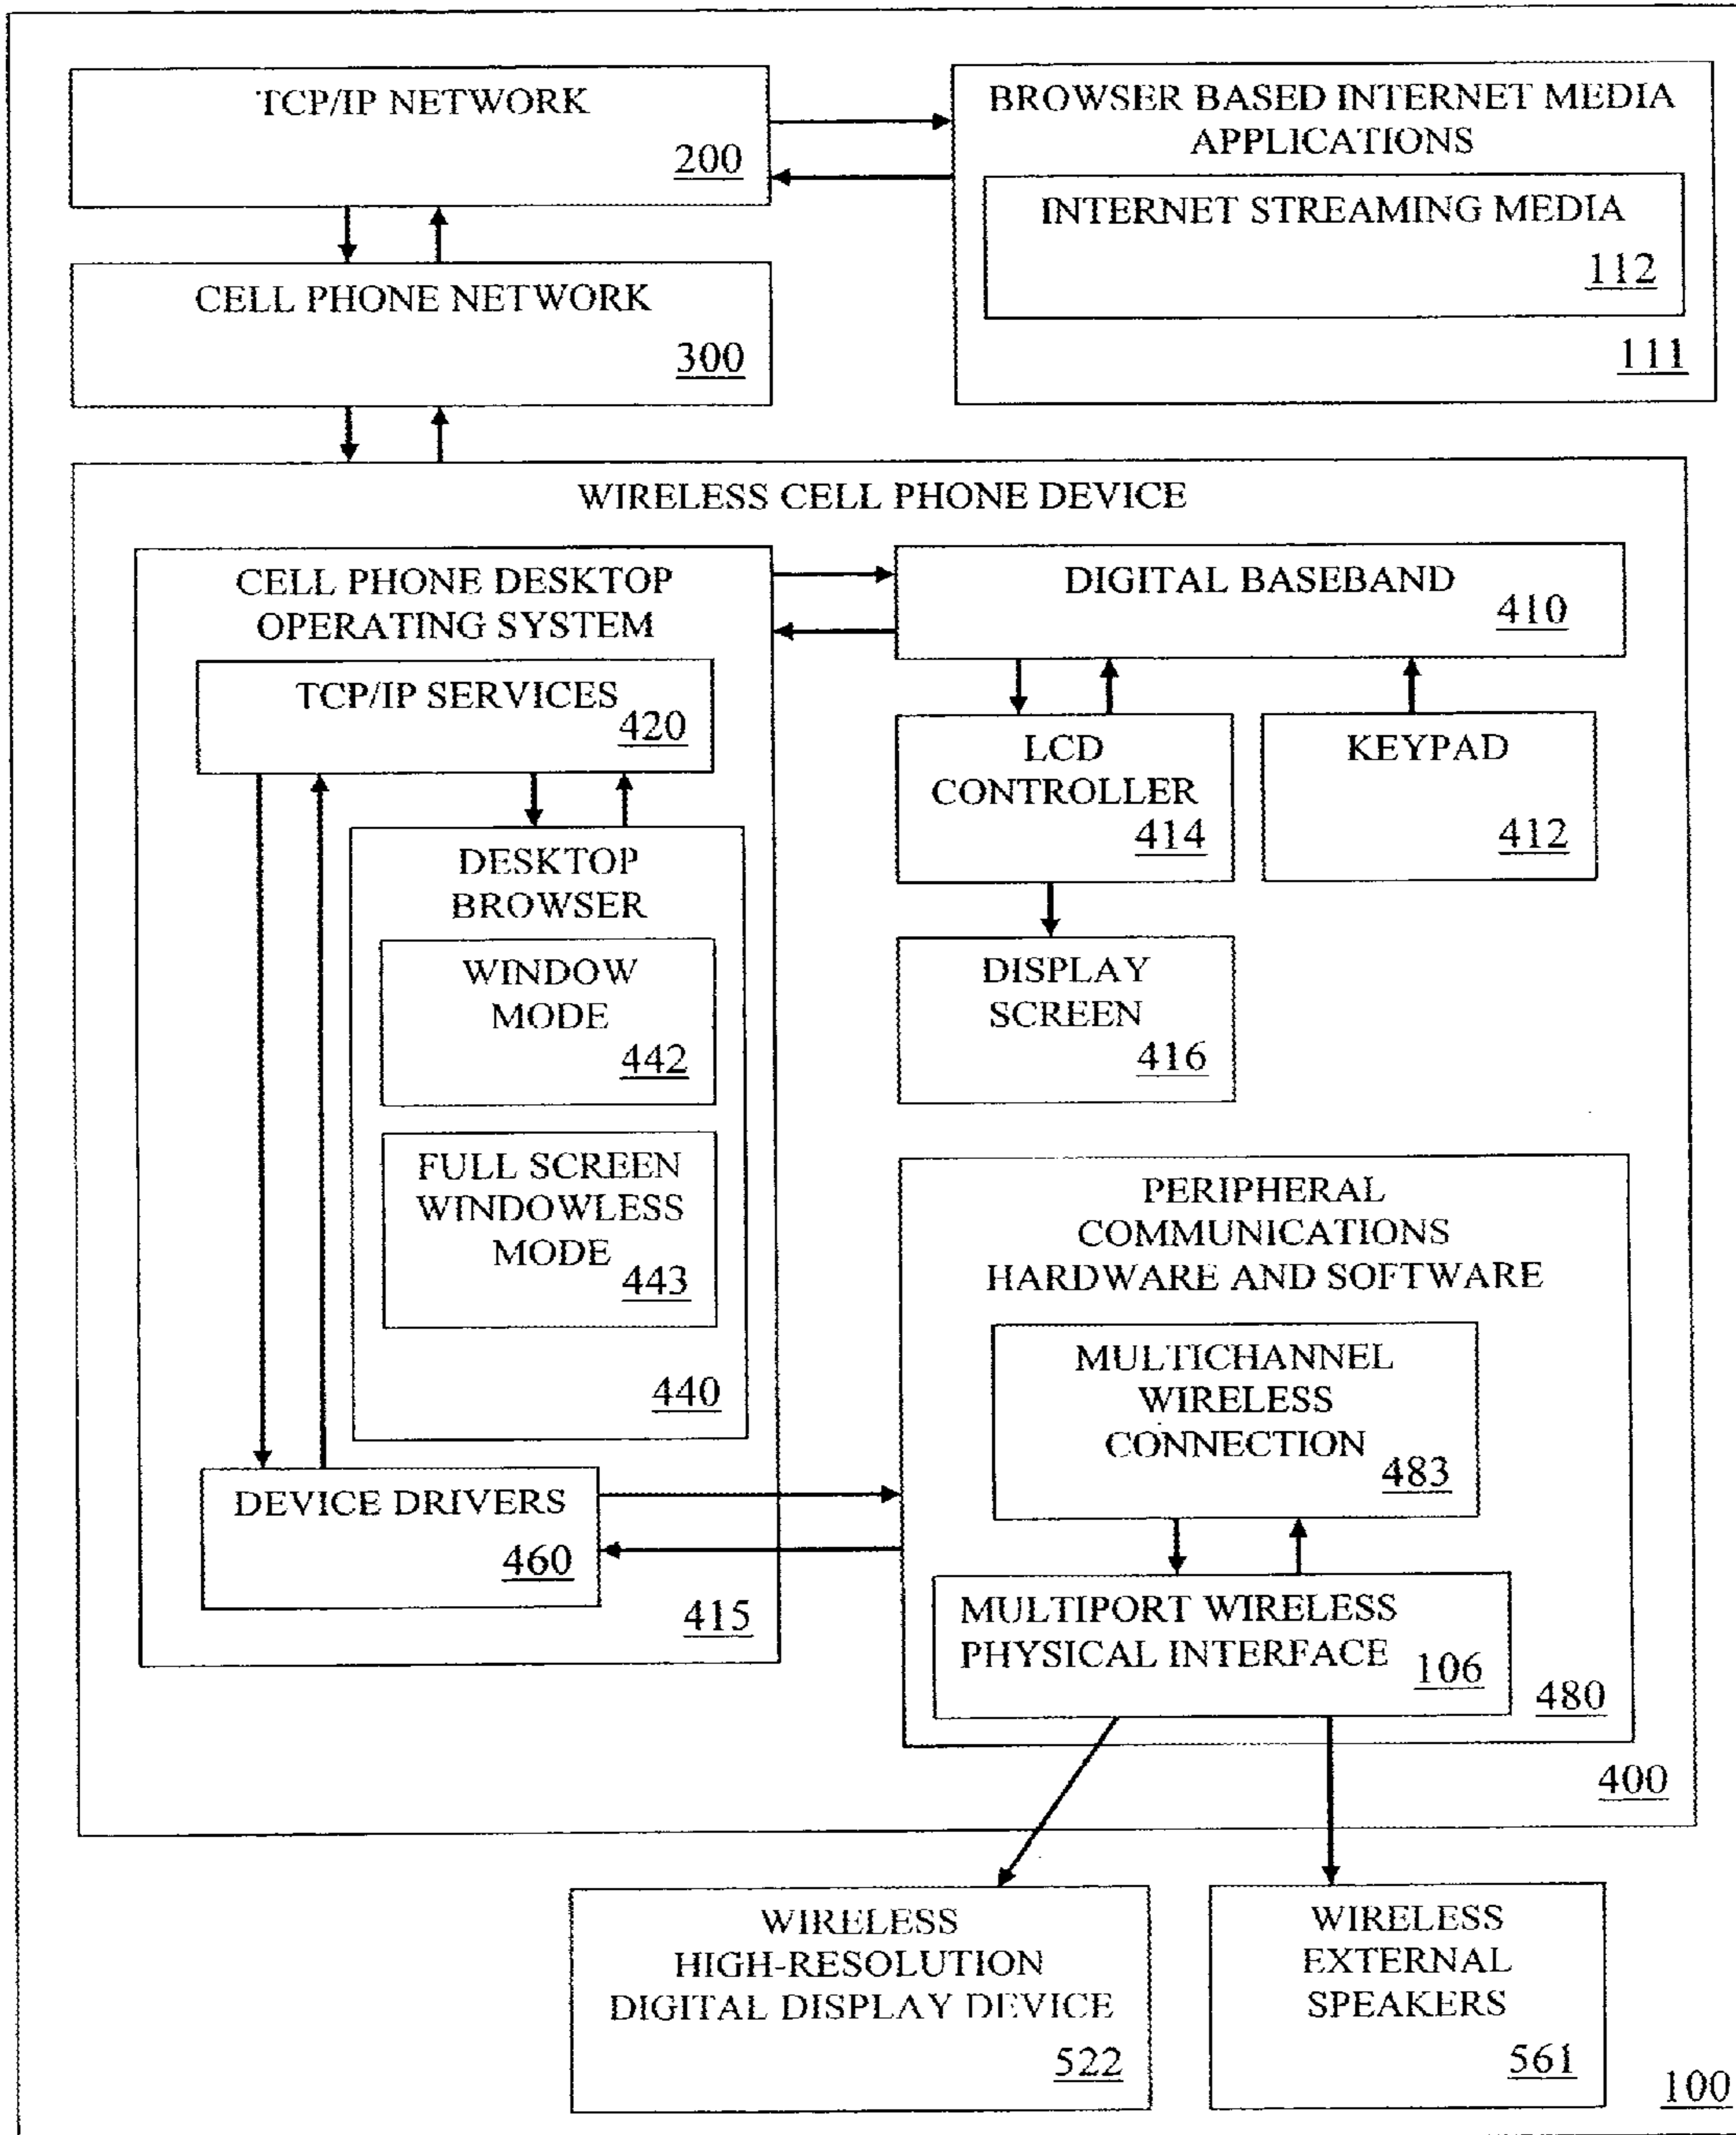 TCP/IP NETWORK
200
BROWSER BASED INTERNET MEDIA
APPLICATIONS
INTERNET STREAMING MEDIA
112
111
CELL PHONE NETWORK
300
WIRELESS CELL PHONE DEVICE
CELL PHONE DESKTOP
OPERATING SYSTEM
TCP/IP SERVICES
420
DESKTOP
BROWSER
WINDOW
MODE
442
FULL SCREEN
WINDOWLESS
MODE
443
440
DEVICE DRIVERS
460
415
DIGITAL BASEBAND
410
LCD
CONTROLLER
414
KEYPAD
412
DISPLAY
SCREEN
416
PERIPHERAL
COMMUNICATIONS
HARDWARE AND SOFTWARE
MULTICHANNEL
WIRELESS
CONNECTION
483
MULTIPORT WIRELESS
PHYSICAL INTERFACE
106
480
400
WIRELESS
HIGH-RESOLUTION
DIGITAL DISPLAY DEVICE
522
WIRELESS
EXTERNAL
SPEAKERS
561
100